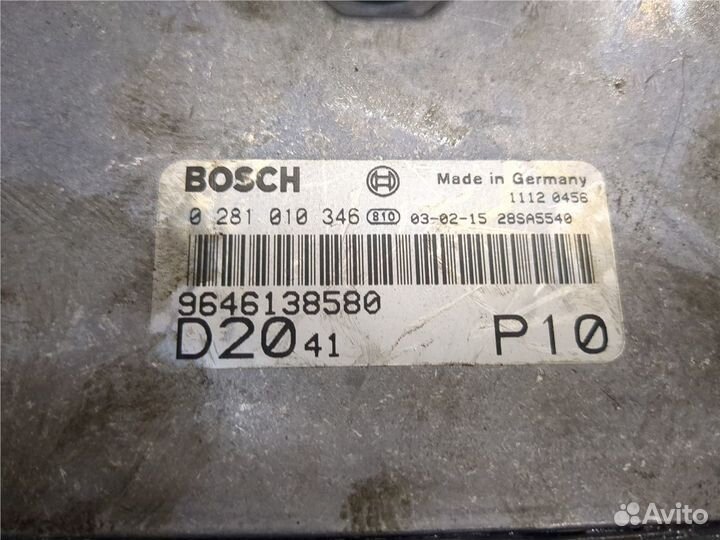 BOSCH Made in Germany
1112 0456
0 281 010 346 810 03-02-15 28SA5540
9646138580
D20 41 P10
Avito